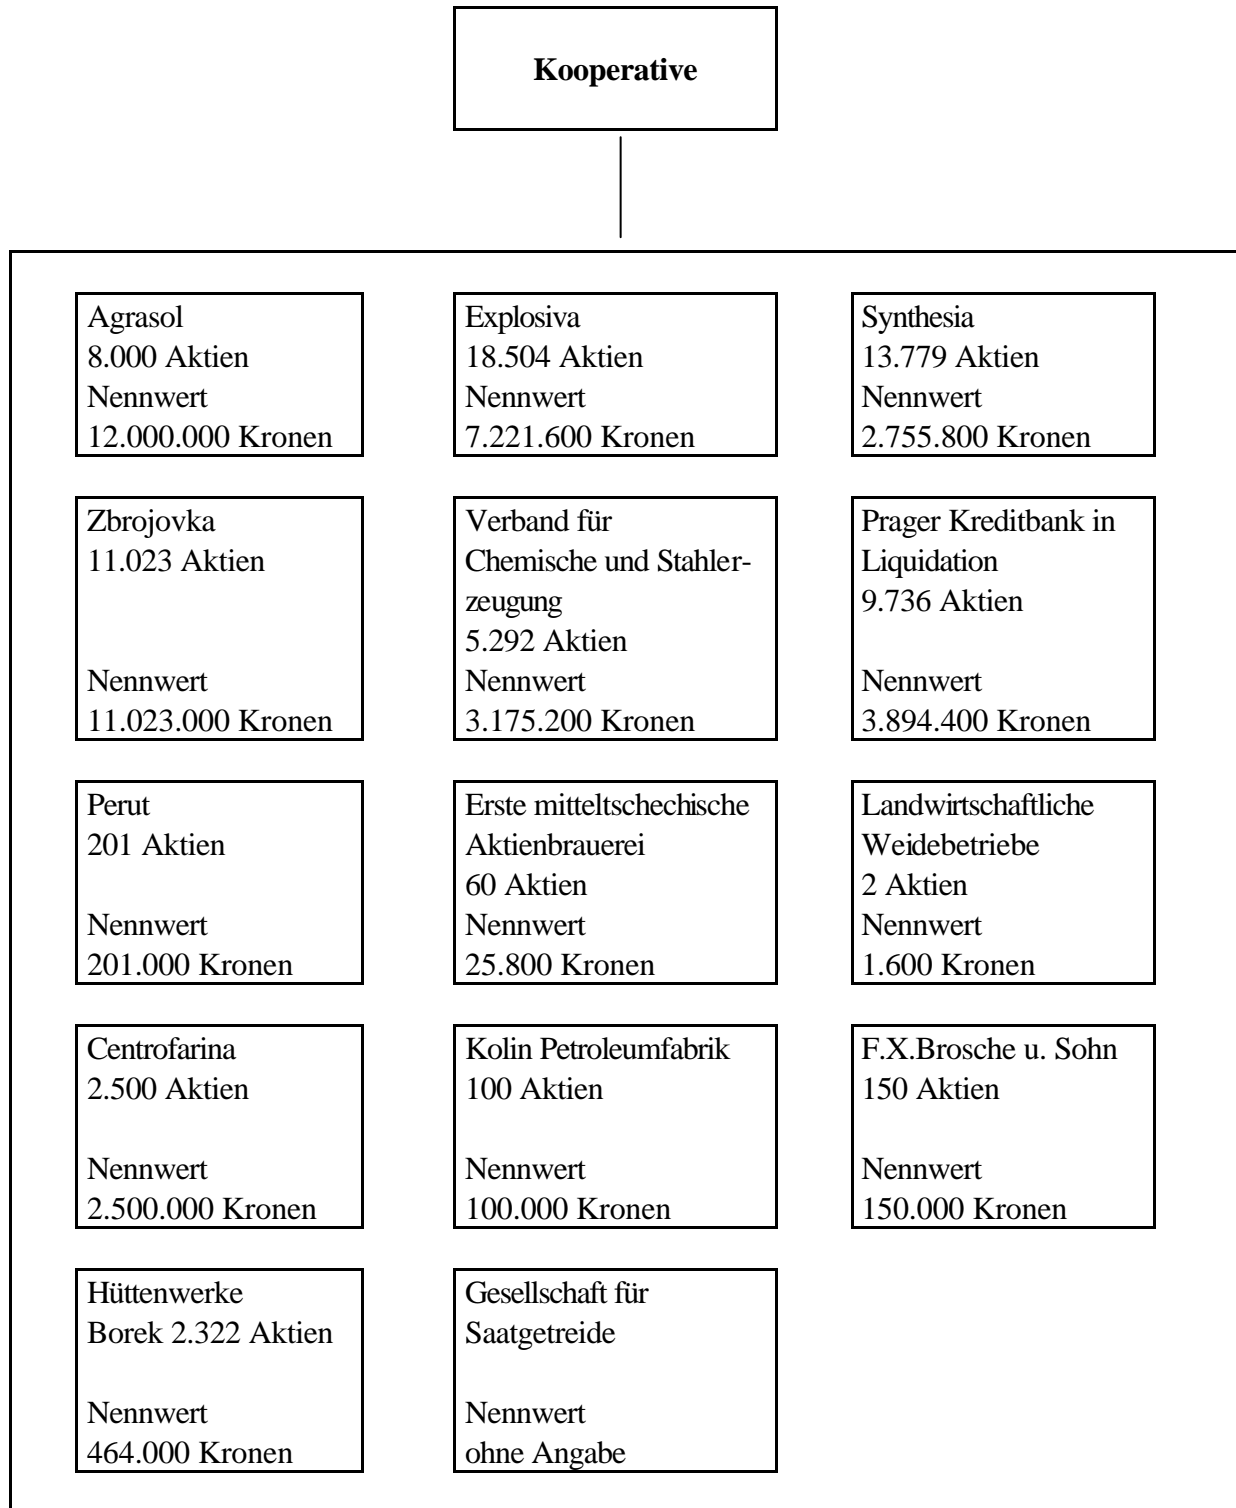 Kooperative
Agrasol
8.000 Aktien
Nennwert
12.000.000 Kronen
Explosiva
18.504 Aktien
Nennwert
7.221.600 Kronen
Synthesia
13.779 Aktien
Nennwert
2.755.800 Kronen
Zbrojovka
11.023 Aktien
Nennwert
11.023.000 Kronen
Verband für
Chemische und Stahler-
zeugung
5.292 Aktien
Nennwert
3.175.200 Kronen
Prager Kreditbank in
Liquidation
9.736 Aktien
Nennwert
3.894.400 Kronen
Perut
201 Aktien
Nennwert
201.000 Kronen
Erste mitteltschechische
Aktienbrauerei
60 Aktien
Nennwert
25.800 Kronen
Landwirtschaftliche
Weidebetriebe
2 Aktien
Nennwert
1.600 Kronen
Centrofarina
2.500 Aktien
Nennwert
2.500.000 Kronen
Kolin Petroleumfabrik
100 Aktien
Nennwert
100.000 Kronen
F.X.Brosche u. Sohn
150 Aktien
Nennwert
150.000 Kronen
Hüttenwerke
Borek 2.322 Aktien
Nennwert
464.000 Kronen
Gesellschaft für
Saatgetreide
Nennwert
ohne Angabe